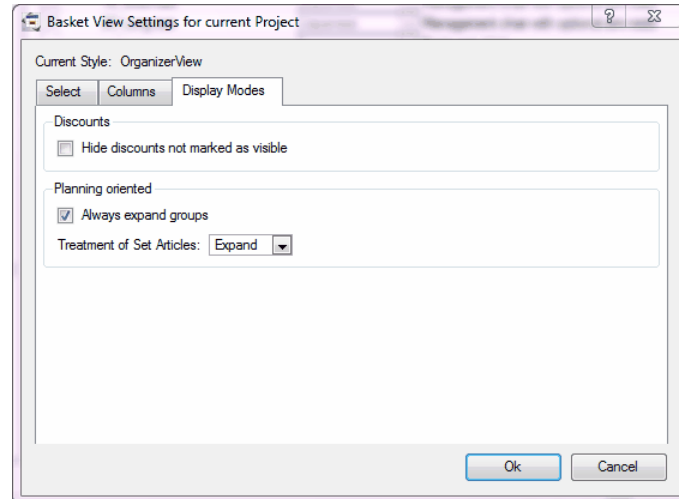 Basket View Settings for current Project
Current Style: OrganizerView
Select Columns Display Modes
Discounts
Hide discounts not marked as visible
Planning oriented
Always expand groups
Treatment of Set Articles: Expand
Ok Cancel